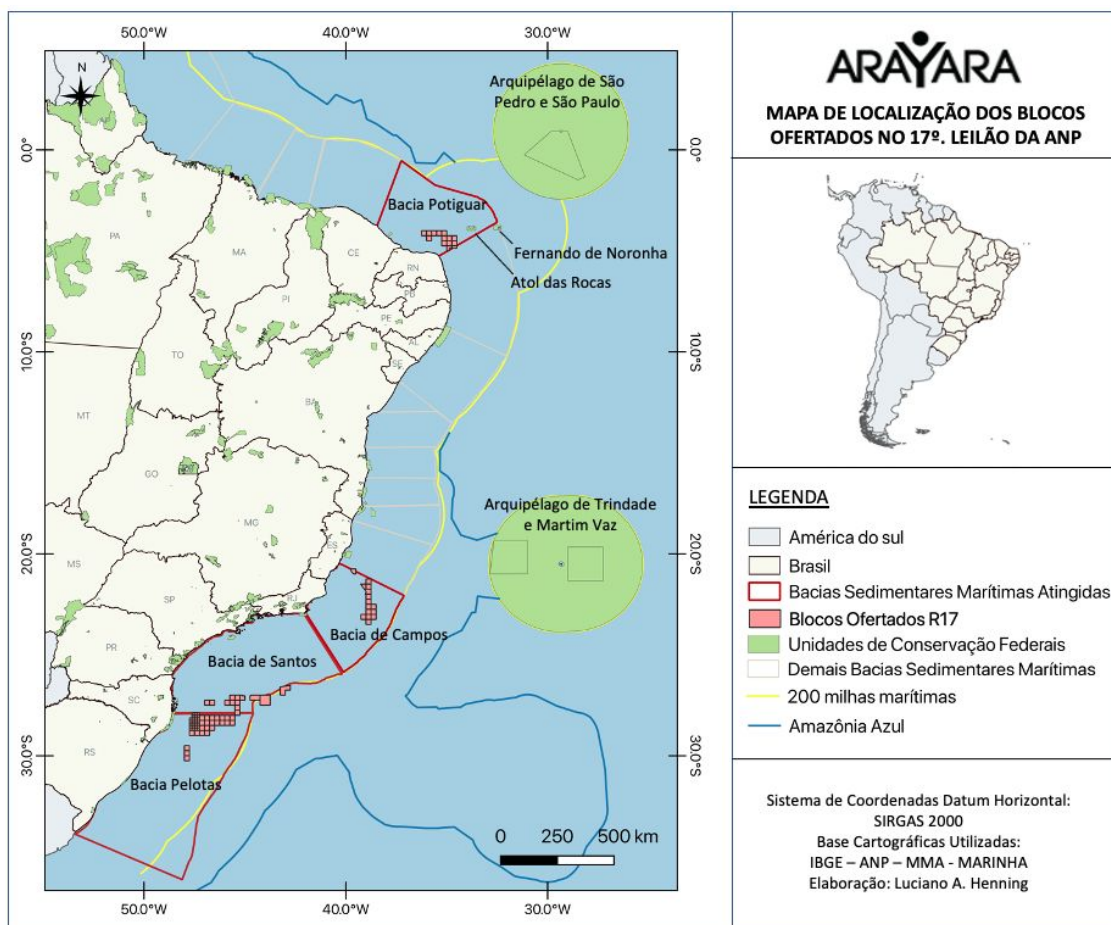 50.0°W
40.0°W
30.0°W
N
Arquipélago de São
Pedro e São Paulo
0.0°
0.0°
Bacia Potiguar
Fernando de Noronha
Atol das Rocas
PA
MA
CE
RN
PB
PE
AL
SE
PI
TO
BA
MT
GO
MG
ES
MS
SP
RJ
PR
SC
RS
10.0°S
10.0°S
Arquipélago de Trindade
e Martim Vaz
20.0°S
20.0°S
Bacia de Campos
Bacia de Santos
30.0°S
30.0°S
Bacia Pelotas
0 250 500 km
50.0°W
40.0°W
30.0°W
ARAYARA
MAPA DE LOCALIZAÇÃO DOS BLOCOS
OFERTADOS NO 17º. LEILÃO DA ANP
LEGENDA
América do sul
Brasil
Bacias Sedimentares Marítimas Atingidas
Blocos Ofertados R17
Unidades de Conservação Federais
Demais Bacias Sedimentares Marítimas
200 milhas marítimas
Amazônia Azul
Sistema de Coordenadas Datum Horizontal:
SIRGAS 2000
Base Cartográficas Utilizadas:
IBGE – ANP – MMA - MARINHA
Elaboração: Luciano A. Henning